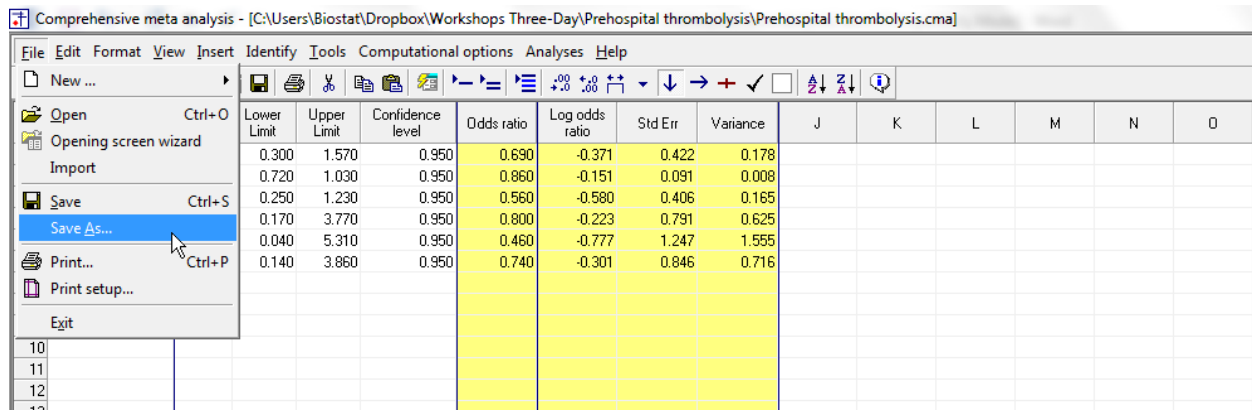 Comprehensive meta analysis - [C:\Users\Biostat\Dropbox\Workshops Three-Day\Prehospital thrombolysis\Prehospital thrombolysis.cma]
File Edit Format View Insert Identify Tools Computational options Analyses Help
New ...
Open Ctrl+O
Opening screen wizard
Import
Save Ctrl+S
Save As...
Print... Ctrl+P
Print setup...
Exit
Lower Limit Upper Limit Confidence level Odds ratio Log odds ratio Std Err Variance J K L M N O
0.300 1.570 0.950 0.690 -0.371 0.422 0.178
0.720 1.030 0.950 0.860 -0.151 0.091 0.008
0.250 1.230 0.950 0.560 -0.580 0.406 0.165
0.170 3.770 0.950 0.800 -0.223 0.791 0.625
0.040 5.310 0.950 0.460 -0.777 1.247 1.555
0.140 3.860 0.950 0.740 -0.301 0.846 0.716
10
11
12